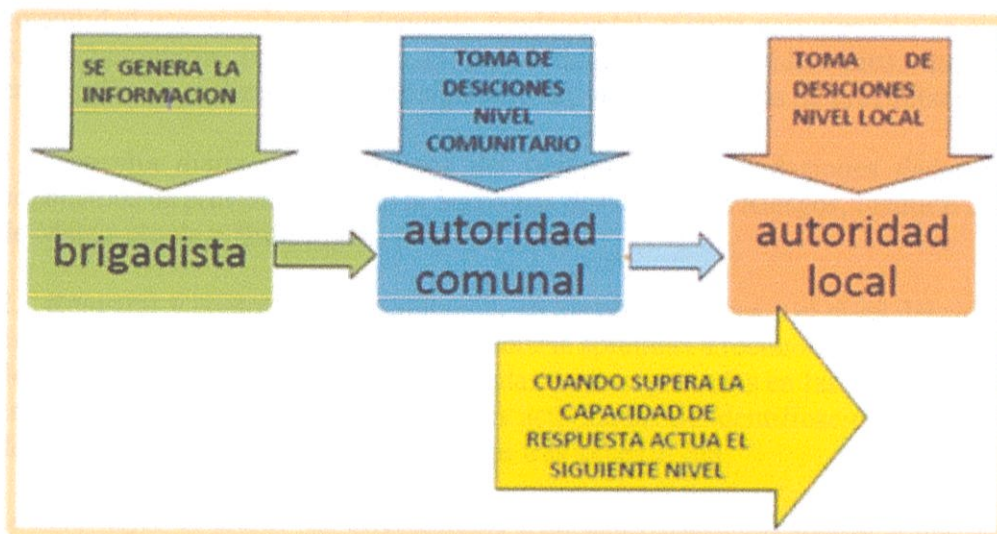 SE GENERA LA
INFORMACION
TOMA DE
DESICIONES
NIVEL
COMUNITARIO
TOMA DE
DESICIONES
NIVEL LOCAL
brigadista
autoridad
comunal
autoridad
local
CUANDO SUPERA LA
CAPACIDAD DE
RESPUESTA ACTUA EL
SIGUIENTE NIVEL